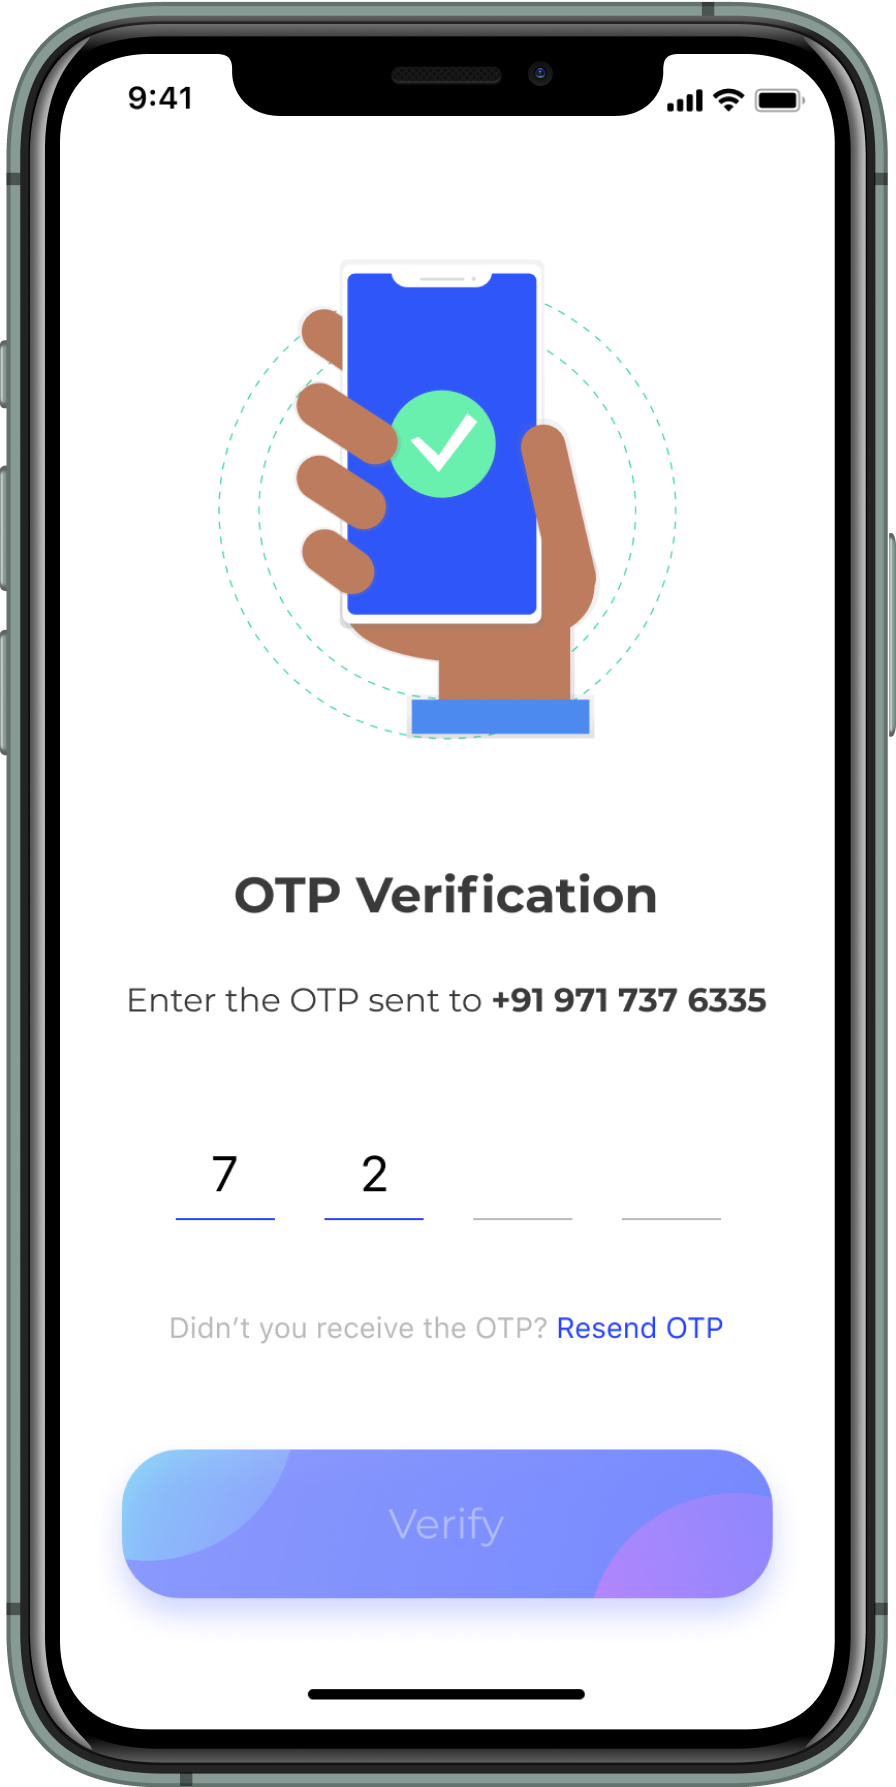 9:41
OTP Verification
Enter the OTP sent to +91 971 737 6335
7 2
Didn't you receive the OTP? Resend OTP
Verify